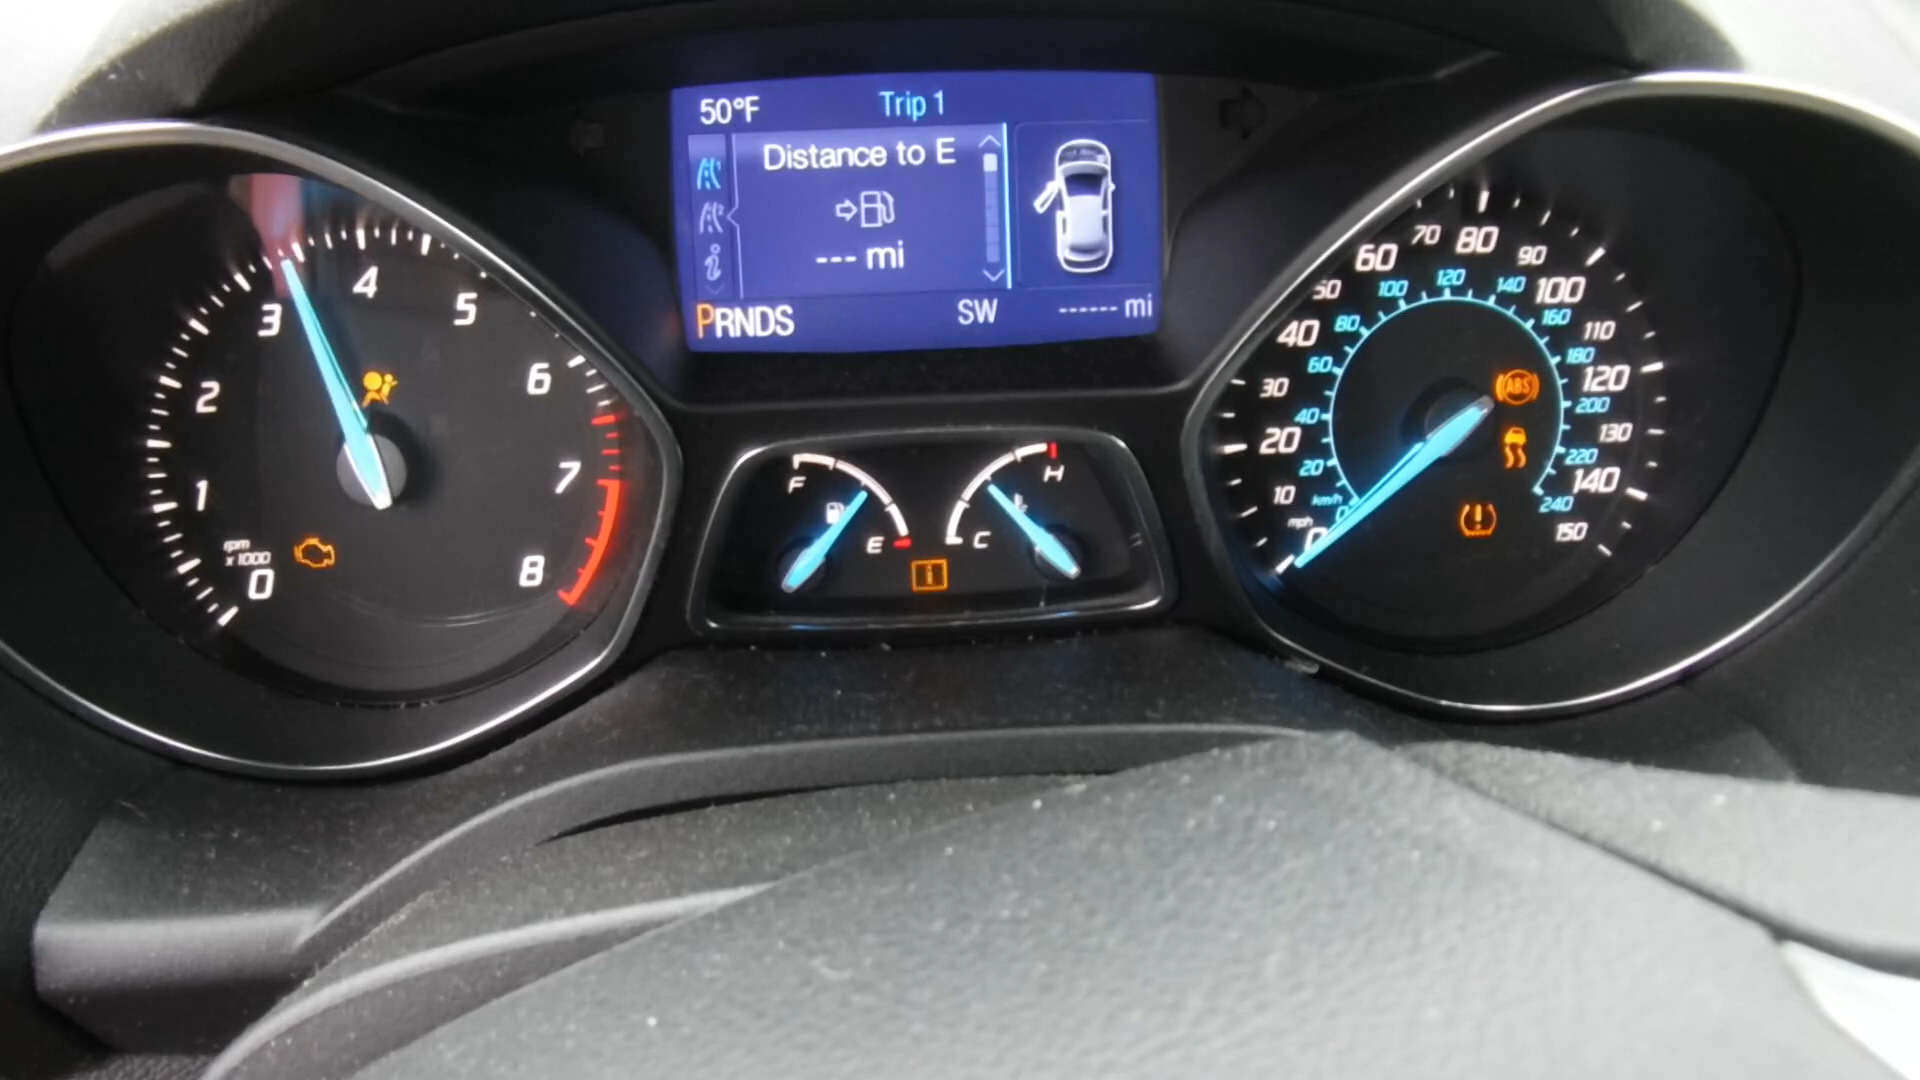 50°F Trip 1
Distance to E
--- mi
PRNDS SW ------ mi
0 1 2 3 4 5 6 7 8
rpm
x 1000
F E
C H
i
0 10 20 30 40 50 60 70 80 90 100 110 120 130 140 150
mph
0 20 40 60 80 100 120 140 160 180 200 220 240
km/h
ABS